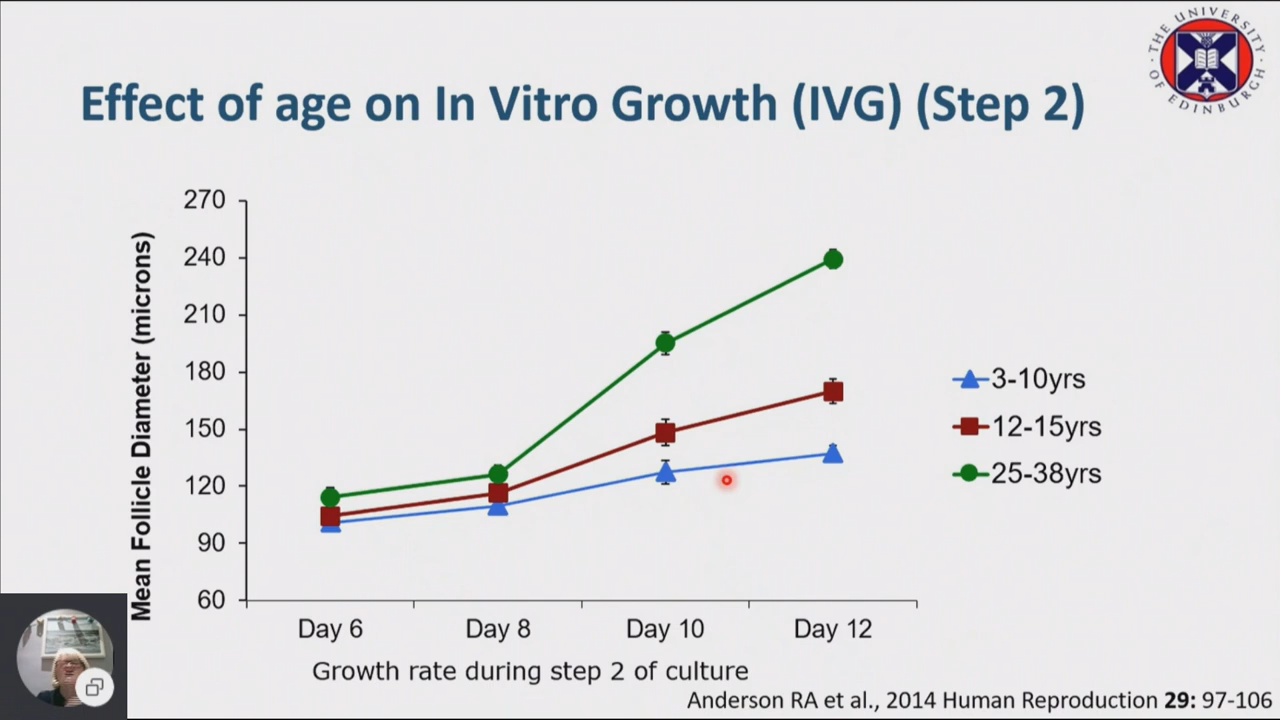 THE UNIVERSITY
OF EDINBURGH
Effect of age on In Vitro Growth (IVG) (Step 2)
Mean Follicle Diameter (microns)
270
240
210
180
150
120
90
60
3-10yrs
12-15yrs
25-38yrs
Day 6
Day 8
Day 10
Day 12
Growth rate during step 2 of culture
Anderson RA et al., 2014 Human Reproduction 29: 97-106